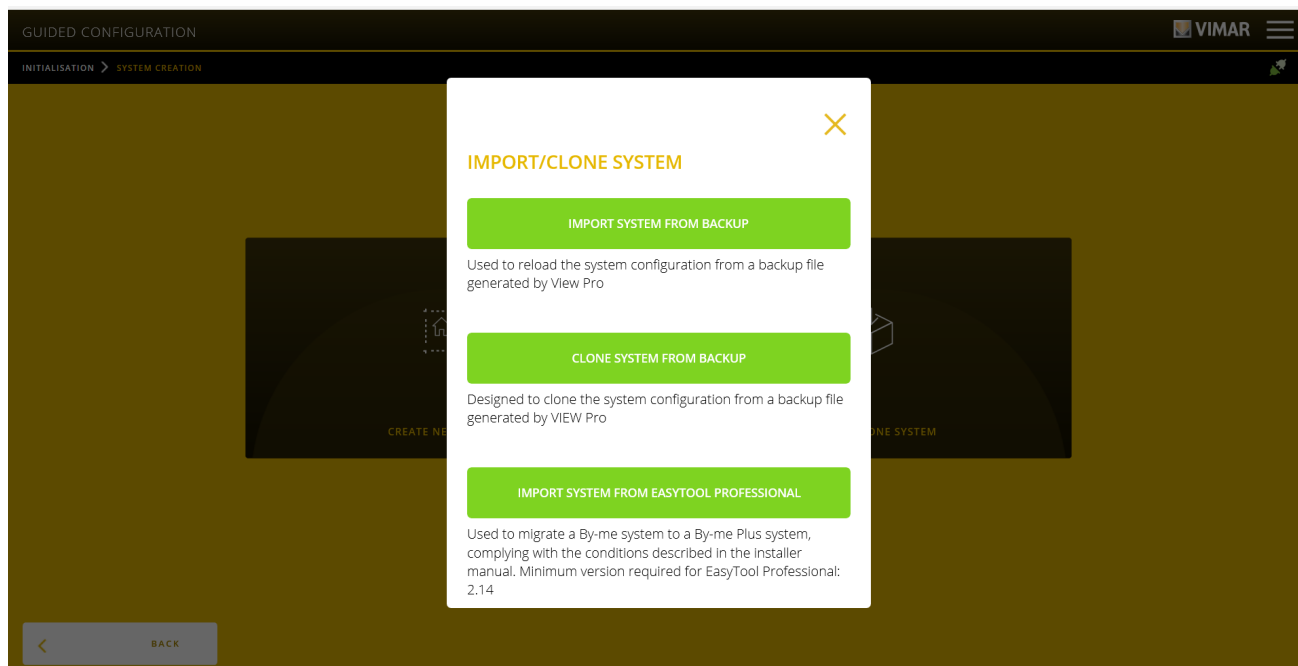 GUIDED CONFIGURATION
VIMAR
INITIALISATION
SYSTEM CREATION
IMPORT/CLONE SYSTEM
IMPORT SYSTEM FROM BACKUP
Used to reload the system configuration from a backup file
generated by View Pro
CLONE SYSTEM FROM BACKUP
Designed to clone the system configuration from a backup file
generated by VIEW Pro
CREATE NE
ONE SYSTEM
IMPORT SYSTEM FROM EASYTOOL PROFESSIONAL
Used to migrate a By-me system to a By-me Plus system,
complying with the conditions described in the installer
manual. Minimum version required for EasyTool Professional:
2.14
BACK